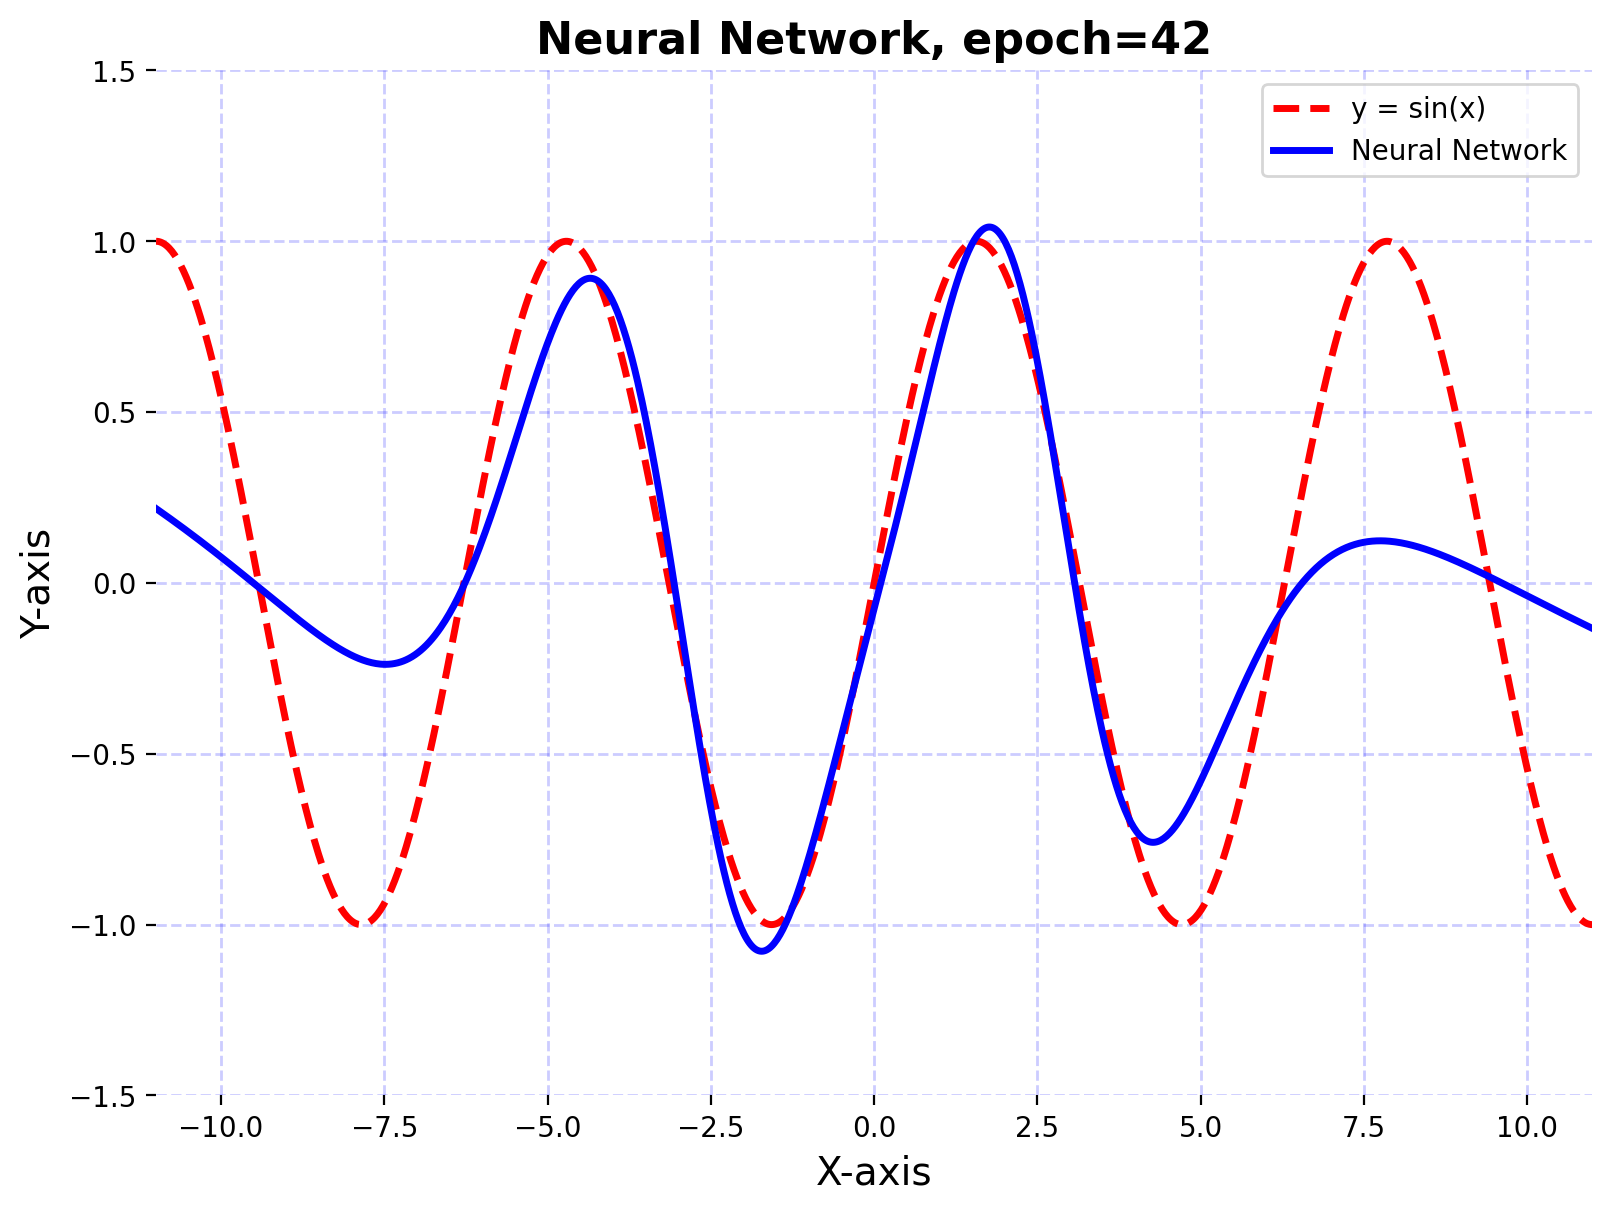 Neural Network, epoch=42
y = sin(x)
Neural Network
1.5
1.0
0.5
0.0
−0.5
−1.0
−1.5
Y-axis
−10.0 −7.5 −5.0 −2.5 0.0 2.5 5.0 7.5 10.0
X-axis